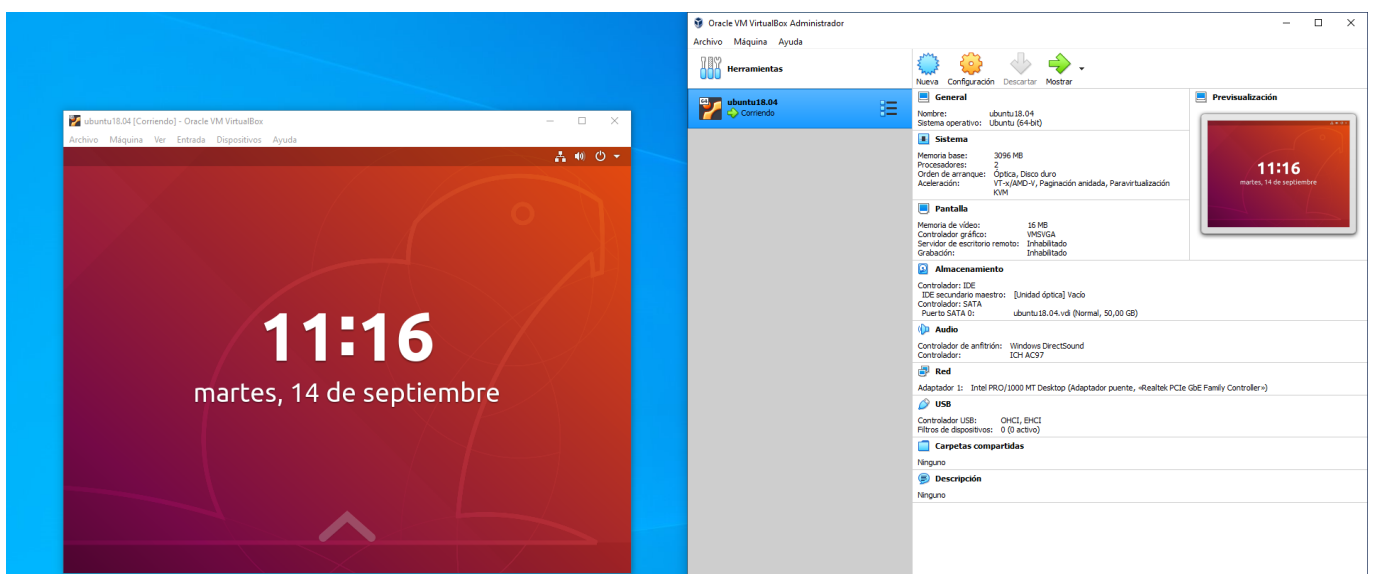 ubuntu18.04 [Corriendo] - Oracle VM VirtualBox
Archivo Máquina Ver Entrada Dispositivos Ayuda
11:16
martes, 14 de septiembre
Oracle VM VirtualBox Administrador
Archivo Máquina Ayuda
Herramientas
Nueva Configuración Descartar Mostrar
64
ubuntu18.04
Corriendo
General
Nombre: ubuntu18.04
Sistema operativo: Ubuntu (64-bit)
Sistema
Memoria base: 3096 MB
Procesadores: 2
Orden de arranque: Óptica, Disco duro
Aceleración: VT-x/AMD-V, Paginación anidada, Paravirtualización
KVM
Pantalla
Memoria de vídeo: 16 MB
Controlador gráfico: VMSVGA
Servidor de escritorio remoto: Inhabilitado
Grabación: Inhabilitado
Previsualización
11:16
martes, 14 de septiembre
Almacenamiento
Controlador: IDE
IDE secundario maestro: [Unidad óptica] Vacío
Controlador: SATA
Puerto SATA 0: ubuntu18.04.vdi (Normal, 50,00 GB)
Audio
Controlador de anfitrión: Windows DirectSound
Controlador: ICH AC97
Red
Adaptador 1: Intel PRO/1000 MT Desktop (Adaptador puente, «Realtek PCIe GbE Family Controller»)
USB
Controlador USB: OHCI, EHCI
Filtros de dispositivos: 0 (0 activo)
Carpetas compartidas
Ninguno
Descripción
Ninguno